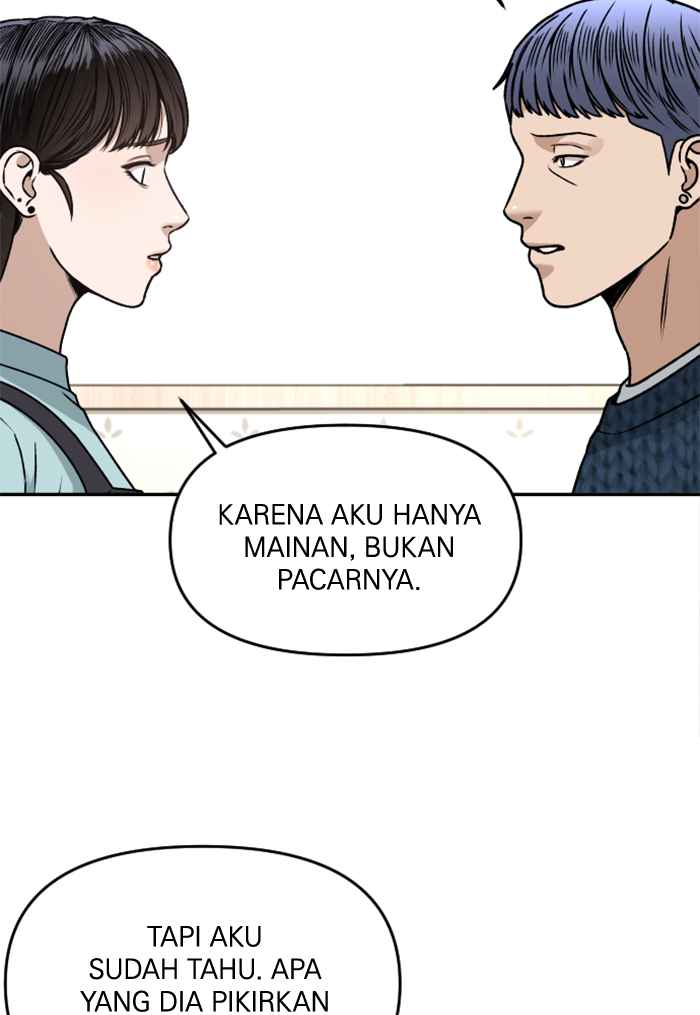 KARENA AKU HANYA
MAINAN, BUKAN
PACARNYA.
TAPI AKU
SUDAH TAHU. APA
YANG DIA PIKIRKAN